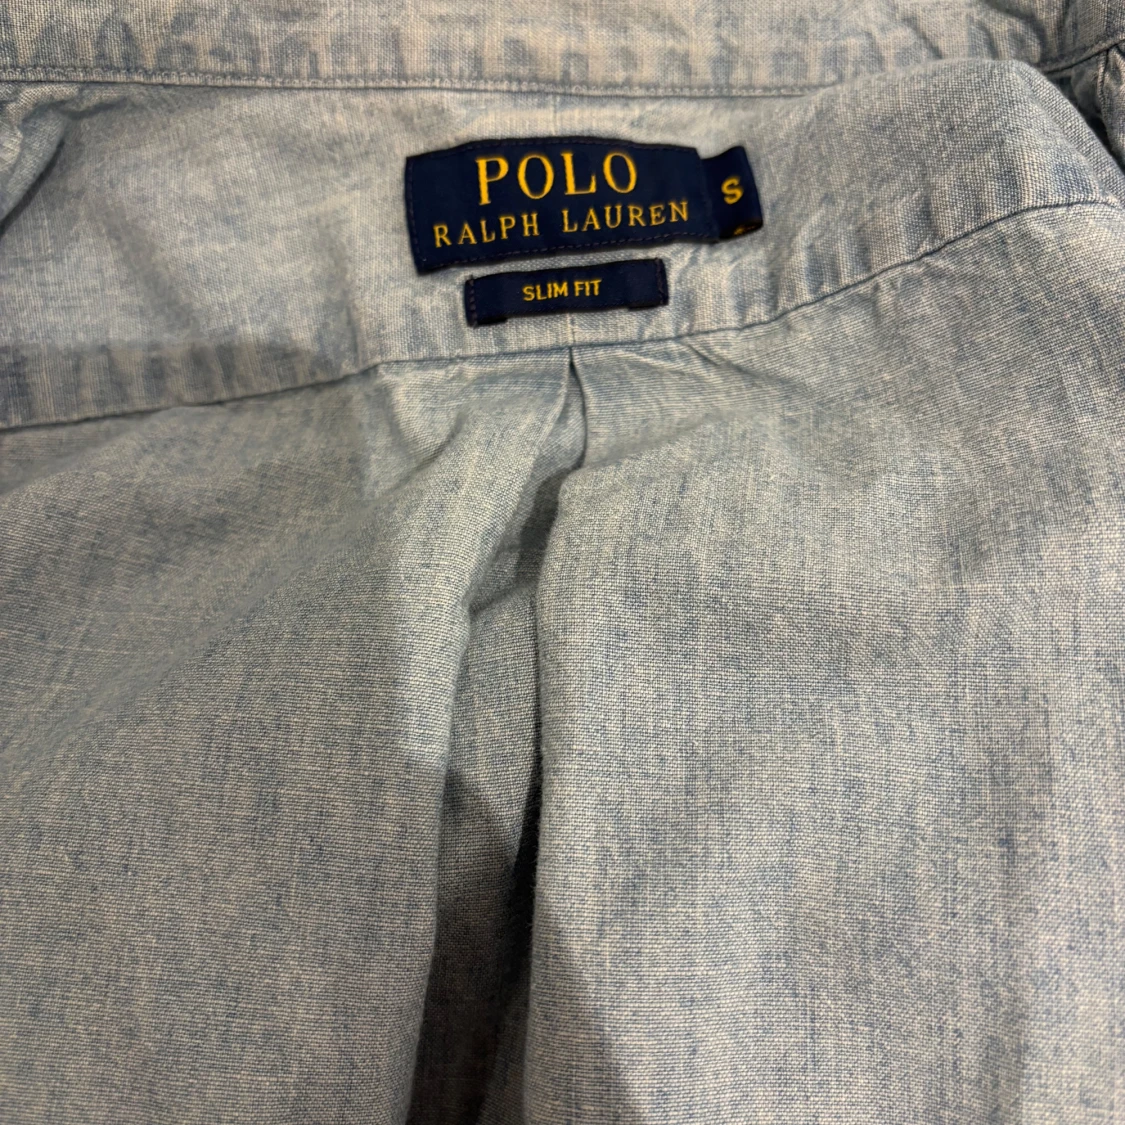 POLO
RALPH LAUREN
S
SLIM FIT